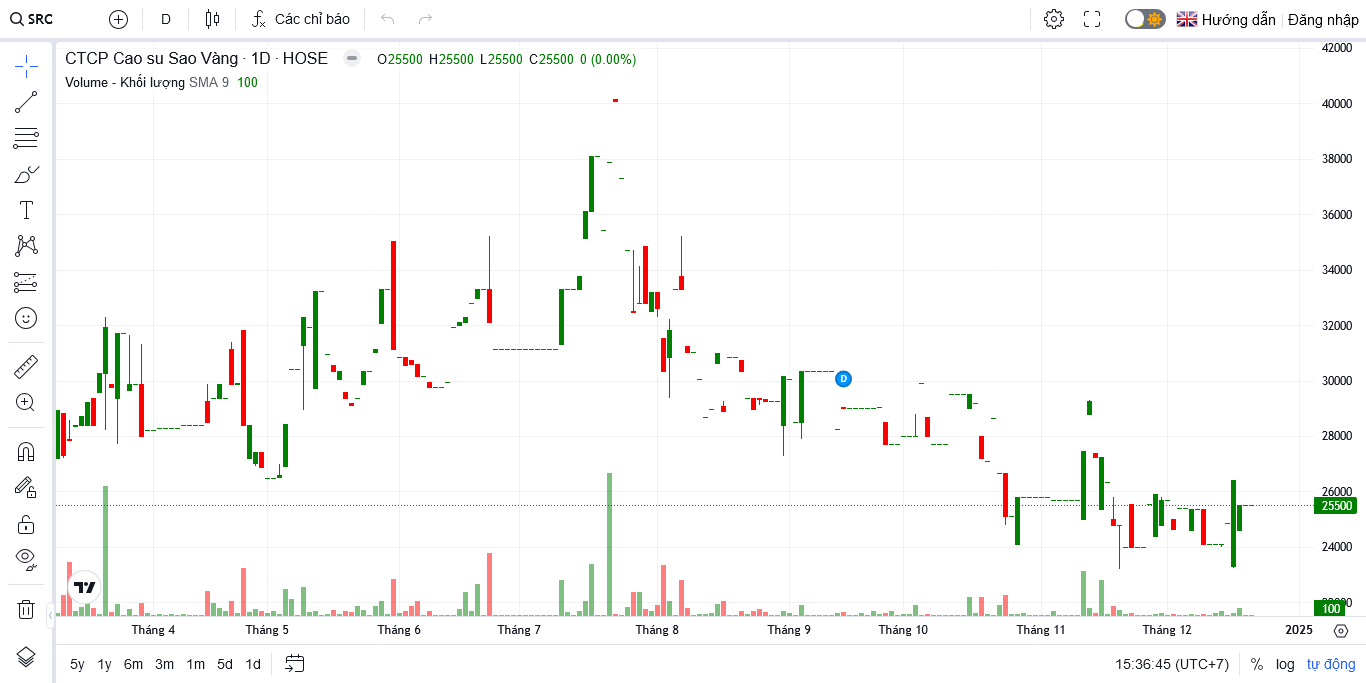 SRC D Các chỉ báo Hướng dẫn Đăng nhập
CTCP Cao su Sao Vàng · 1D · HOSE O25500 H25500 L25500 C25500 0 (0.00%)
Volume - Khối lượng SMA 9 100
42000
40000
38000
36000
34000
32000
30000
28000
26000
25500
24000
100
D
Tháng 4 Tháng 5 Tháng 6 Tháng 7 Tháng 8 Tháng 9 Tháng 10 Tháng 11 Tháng 12 2025
5y 1y 6m 3m 1m 5d 1d 15:36:45 (UTC+7) % log tự động